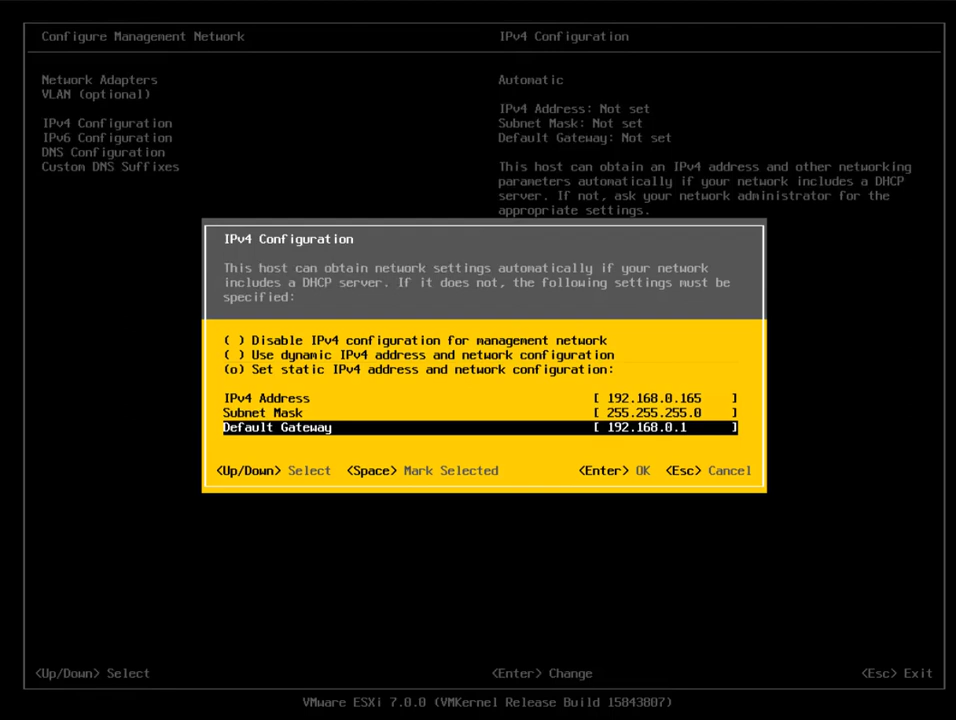 Configure Management Network
IPv4 Configuration
Network Adapters
VLAN (optional)
IPv4 Configuration
IPv6 Configuration
DNS Configuration
Custom DNS Suffixes
Automatic
IPv4 Address: Not set
Subnet Mask: Not set
Default Gateway: Not set
This host can obtain an IPv4 address and other networking
parameters automatically if your network includes a DHCP
server. If not, ask your network administrator for the
appropriate settings.
IPv4 Configuration
This host can obtain network settings automatically if your network
includes a DHCP server. If it does not, the following settings must be
specified:
( ) Disable IPv4 configuration for management network
( ) Use dynamic IPv4 address and network configuration
(o) Set static IPv4 address and network configuration:
IPv4 Address [ 192.168.0.165 ]
Subnet Mask [ 255.255.255.0 ]
Default Gateway [ 192.168.0.1 ]
<Up/Down> Select <Space> Mark Selected <Enter> OK <Esc> Cancel
<Up/Down> Select <Enter> Change <Esc> Exit
VMware ESXi 7.0.0 (VMKernel Release Build 15843807)